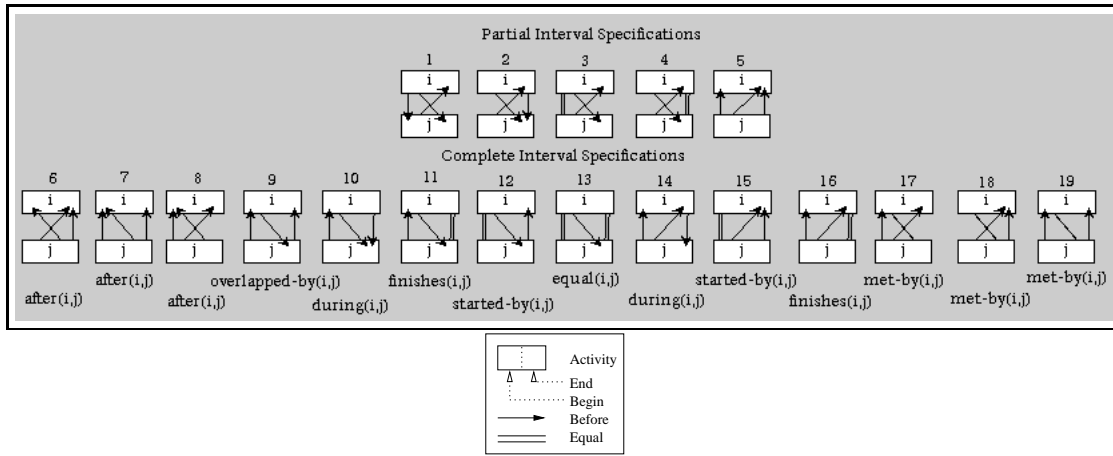 Partial Interval Specifications
1 2 3 4 5
i i i i i
j j j j j
Complete Interval Specifications
6 7 8 9 10 11 12 13 14 15 16 17 18 19
i i i i i i i i i i i i i i
j j j j j j j j j j j j j j
after(i,j) after(i,j) after(i,j) overlapped-by(i,j) during(i,j) finishes(i,j) started-by(i,j) equal(i,j) during(i,j) started-by(i,j) finishes(i,j) met-by(i,j) met-by(i,j) met-by(i,j)
Activity
End
Begin
Before
Equal